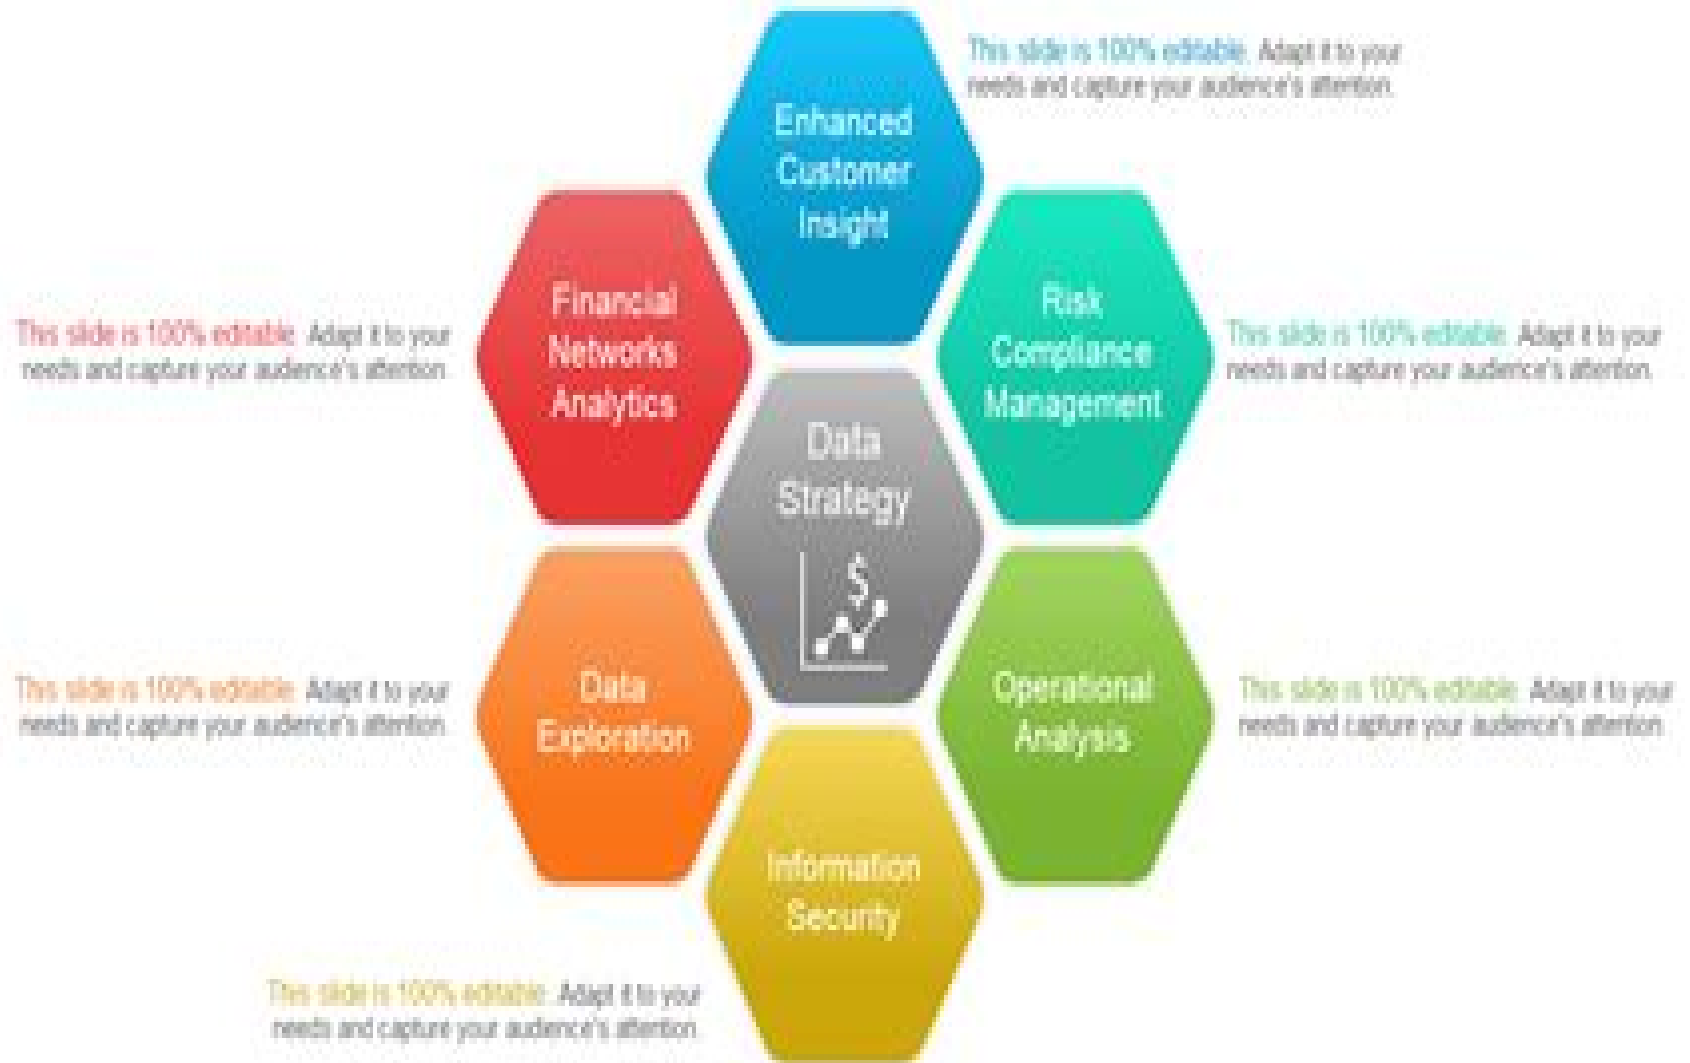 This slide is 100% editable. Adapt it to your
needs and capture your audience's attention.
Enhanced
Customer
Insight
Financial
Networks
Analytics
Risk
Compliance
Management
This slide is 100% editable. Adapt it to your
needs and capture your audience's attention.
This slide is 100% editable. Adapt it to your
needs and capture your audience's attention.
Data
Strategy
$
Data
Exploration
Operational
Analysis
This slide is 100% editable. Adapt it to your
needs and capture your audience's attention.
This slide is 100% editable. Adapt it to your
needs and capture your audience's attention.
Information
Security
This slide is 100% editable. Adapt it to your
needs and capture your audience's attention.